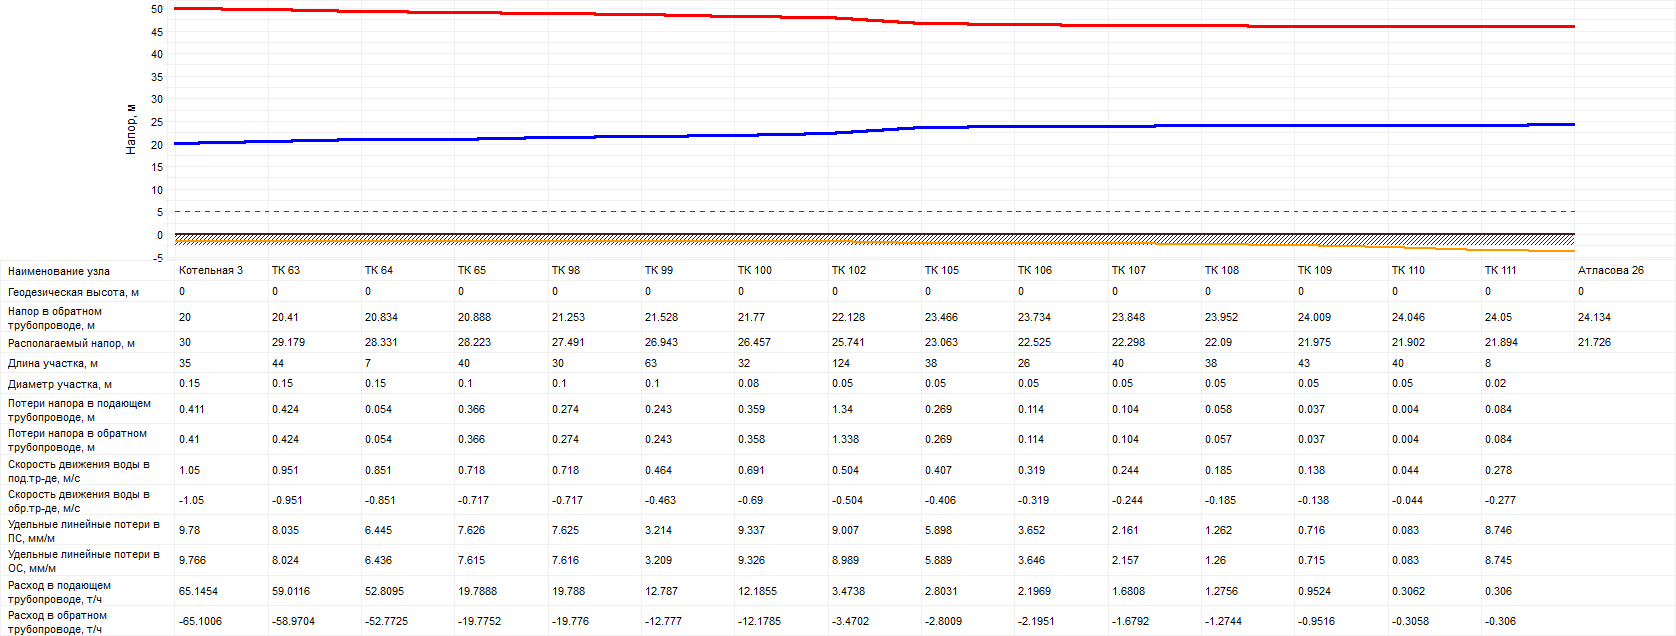 50
45
40
35
30
25
20
15
10
5
0
-5
Напор, м
Наименование узла Котельная 3 ТК 63 ТК 64 ТК 65 ТК 98 ТК 99 ТК 100 ТК 102 ТК 105 ТК 106 ТК 107 ТК 108 ТК 109 ТК 110 ТК 111 Атласова 26
Геодезическая высота, м 0 0 0 0 0 0 0 0 0 0 0 0 0 0 0 0
Напор в обратном
трубопроводе, м 20 20.41 20.834 20.888 21.253 21.528 21.77 22.128 23.466 23.734 23.848 23.952 24.009 24.046 24.05 24.134
Располагаемый напор, м 30 29.179 28.331 28.223 27.491 26.943 26.457 25.741 23.063 22.525 22.298 22.09 21.975 21.902 21.894 21.726
Длина участка, м 35 44 7 40 30 63 32 124 38 26 40 38 43 40 8
Диаметр участка, м 0.15 0.15 0.15 0.1 0.1 0.1 0.08 0.05 0.05 0.05 0.05 0.05 0.05 0.05 0.02
Потери напора в подающем
трубопроводе, м 0.411 0.424 0.054 0.366 0.274 0.243 0.359 1.34 0.269 0.114 0.104 0.058 0.037 0.004 0.084
Потери напора в обратном
трубопроводе, м 0.41 0.424 0.054 0.366 0.274 0.243 0.358 1.338 0.269 0.114 0.104 0.057 0.037 0.004 0.084
Скорость движения воды в
под.тр-де, м/с 1.05 0.951 0.851 0.718 0.718 0.464 0.691 0.504 0.407 0.319 0.244 0.185 0.138 0.044 0.278
Скорость движения воды в
обр.тр-де, м/с -1.05 -0.951 -0.851 -0.717 -0.717 -0.463 -0.69 -0.504 -0.406 -0.319 -0.244 -0.185 -0.138 -0.044 -0.277
Удельные линейные потери в
ПС, мм/м 9.78 8.035 6.445 7.626 7.625 3.214 9.337 9.007 5.898 3.652 2.161 1.262 0.716 0.083 8.746
Удельные линейные потери в
ОС, мм/м 9.766 8.024 6.436 7.615 7.616 3.209 9.326 8.989 5.889 3.646 2.157 1.26 0.715 0.083 8.745
Расход в подающем
трубопроводе, т/ч 65.1454 59.0116 52.8095 19.7888 19.788 12.787 12.1855 3.4738 2.8031 2.1969 1.6808 1.2756 0.9524 0.3062 0.306
Расход в обратном
трубопроводе, т/ч -65.1006 -58.9704 -52.7725 -19.7752 -19.776 -12.777 -12.1785 -3.4702 -2.8009 -2.1951 -1.6792 -1.2744 -0.9516 -0.3058 -0.306